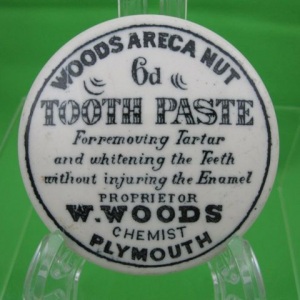 WOODS ARECA NUT
6d
TOOTH PASTE
For removing Tartar
and whitening the Teeth
without injuring the Enamel
PROPRIETOR
W. WOODS
CHEMIST
PLYMOUTH